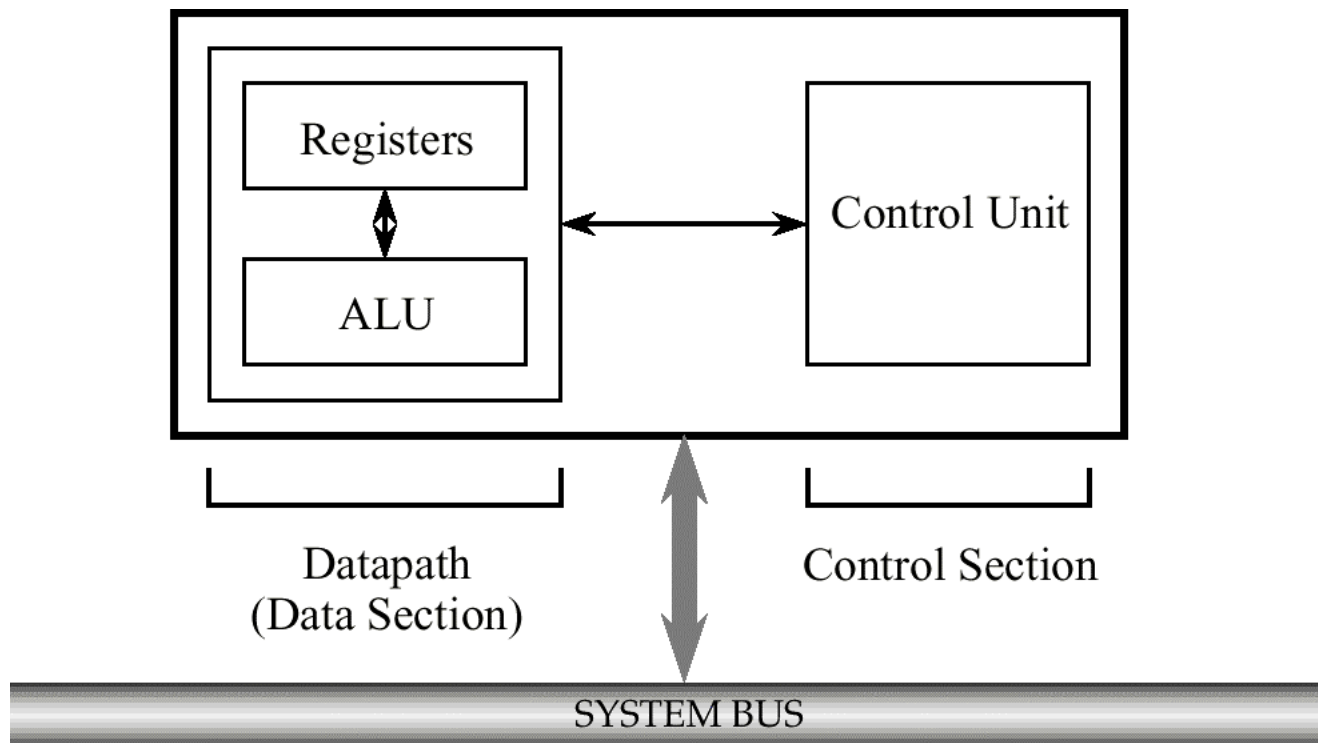 Registers
ALU
Control Unit
Datapath
(Data Section)
Control Section
SYSTEM BUS